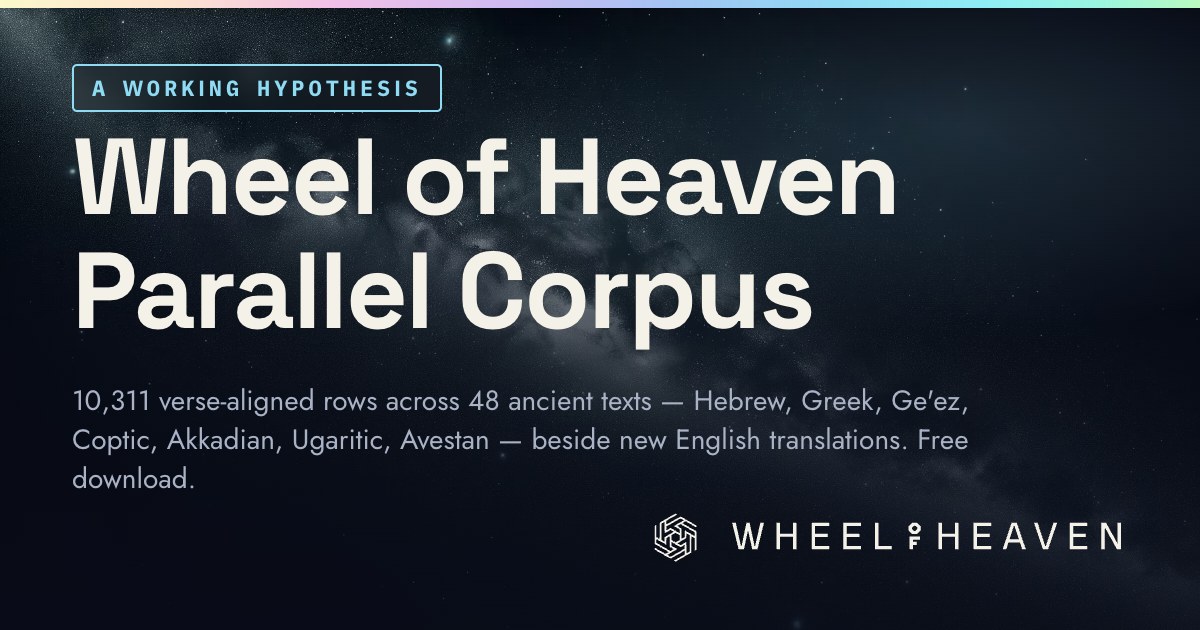 A WORKING HYPOTHESIS
Wheel of Heaven
Parallel Corpus
10,311 verse-aligned rows across 48 ancient texts — Hebrew, Greek, Ge'ez,
Coptic, Akkadian, Ugaritic, Avestan — beside new English translations. Free
download.
WHEEL OF HEAVEN